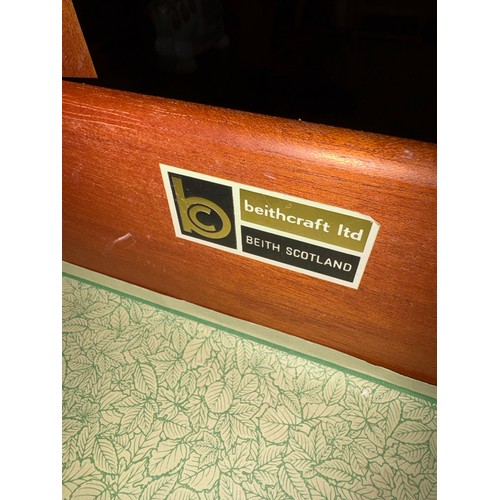 bc
beithcraft ltd
BEITH SCOTLAND